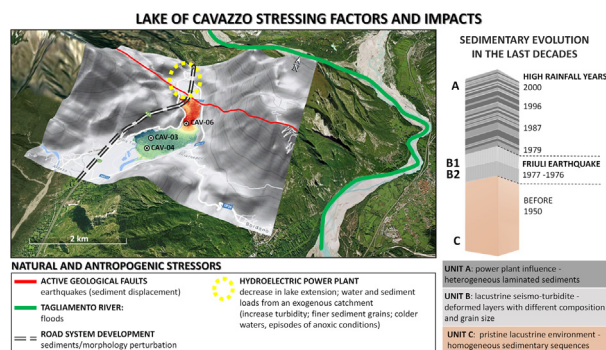 LAKE OF CAVAZZO STRESSING FACTORS AND IMPACTS
CAV-06
CAV-03
CAV-04
2 km
SEDIMENTARY EVOLUTION
IN THE LAST DECADES
A
HIGH RAINFALL YEARS
2000
1996
1987
1979
B1
B2
FRIULI EARTHQUAKE
1977 -1976
BEFORE
1950
C
NATURAL AND ANTROPOGENIC STRESSORS
ACTIVE GEOLOGICAL FAULTS
earthquakes (sediment displacement)
TAGLIAMENTO RIVER:
floods
ROAD SYSTEM DEVELOPMENT
sediments/morphology perturbation
HYDROELECTRIC POWER PLANT
decrease in lake extension; water and sediment
loads from an exogenous catchment
(increase turbidity; finer sediment grains; colder
waters, episodes of anoxic conditions)
UNIT A: power plant influence -
heterogeneous laminated sediments
UNIT B: lacustrine seismo-turbidite -
deformed layers with different composition
and grain size
UNIT C: pristine lacustrine environment -
homogeneous sedimentary sequences